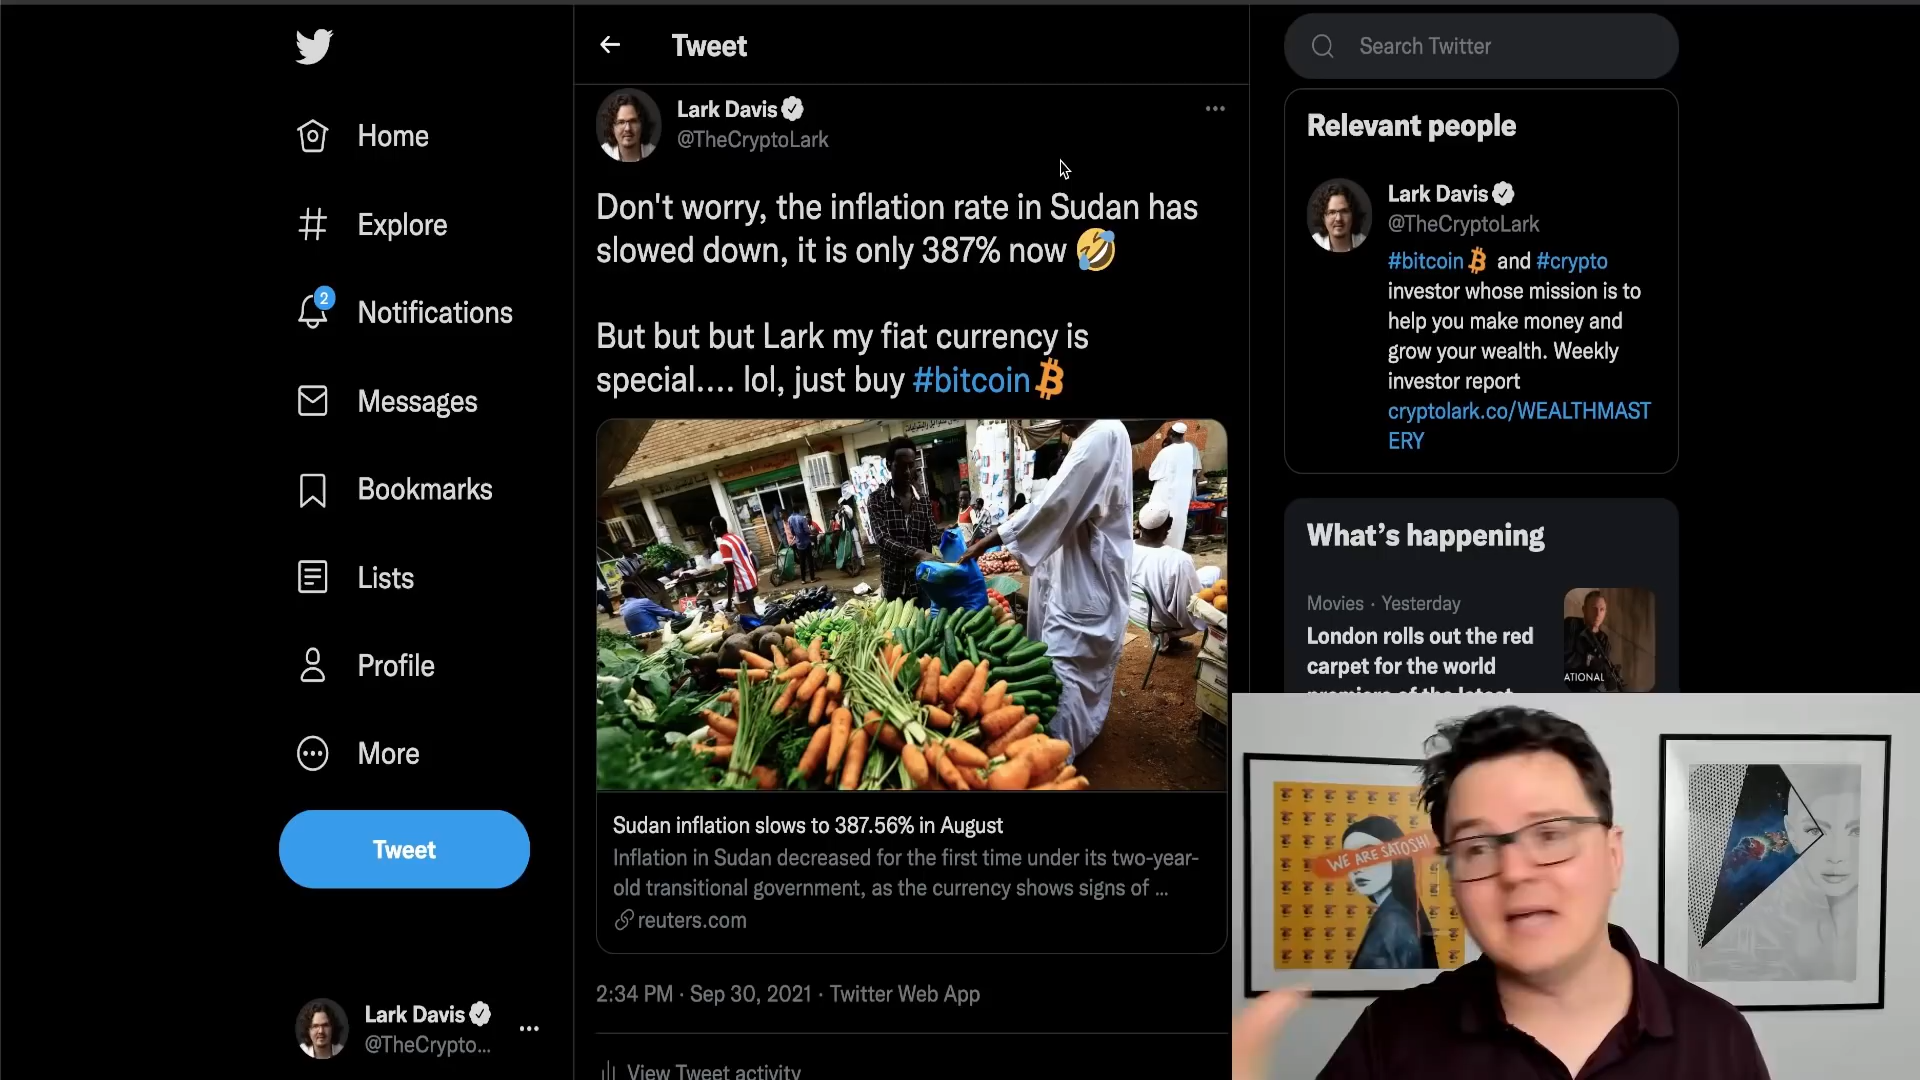 Tweet
Search Twitter
Home
Explore
2
Notifications
Messages
Bookmarks
Lists
Profile
More
Tweet
Lark Davis
@TheCrypto...
Lark Davis
@TheCryptoLark
Don't worry, the inflation rate in Sudan has
slowed down, it is only 387% now 🤣
But but but Lark my fiat currency is
special.... lol, just buy #bitcoin
Sudan inflation slows to 387.56% in August
Inflation in Sudan decreased for the first time under its two-year-
old transitional government, as the currency shows signs of ...
reuters.com
2:34 PM · Sep 30, 2021 · Twitter Web App
View Tweet activity
Relevant people
Lark Davis
@TheCryptoLark
#bitcoin and #crypto
investor whose mission is to
help you make money and
grow your wealth. Weekly
investor report
cryptolark.co/WEALTHMAST
ERY
What's happening
Movies · Yesterday
London rolls out the red
carpet for the world
premiere of the latest
ATIONAL
WE ARE SATOSHI